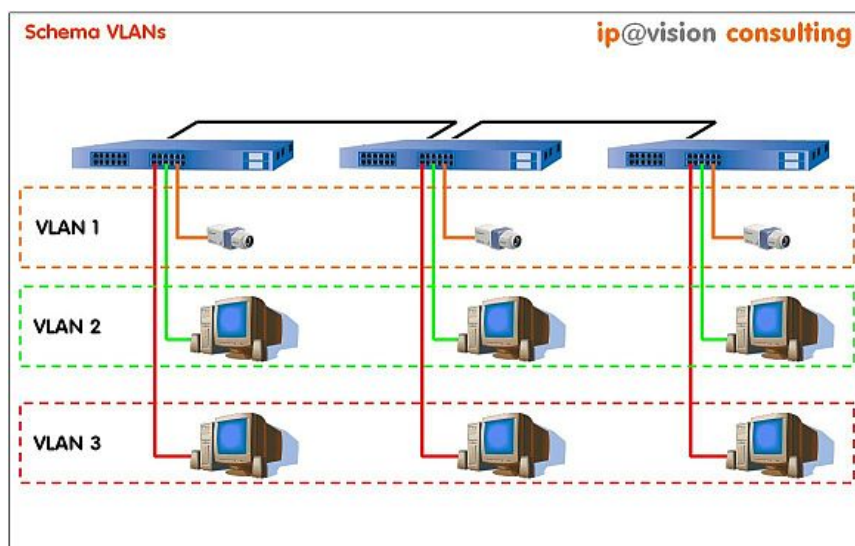 Schema VLANs
ip@vision consulting
VLAN 1
VLAN 2
VLAN 3